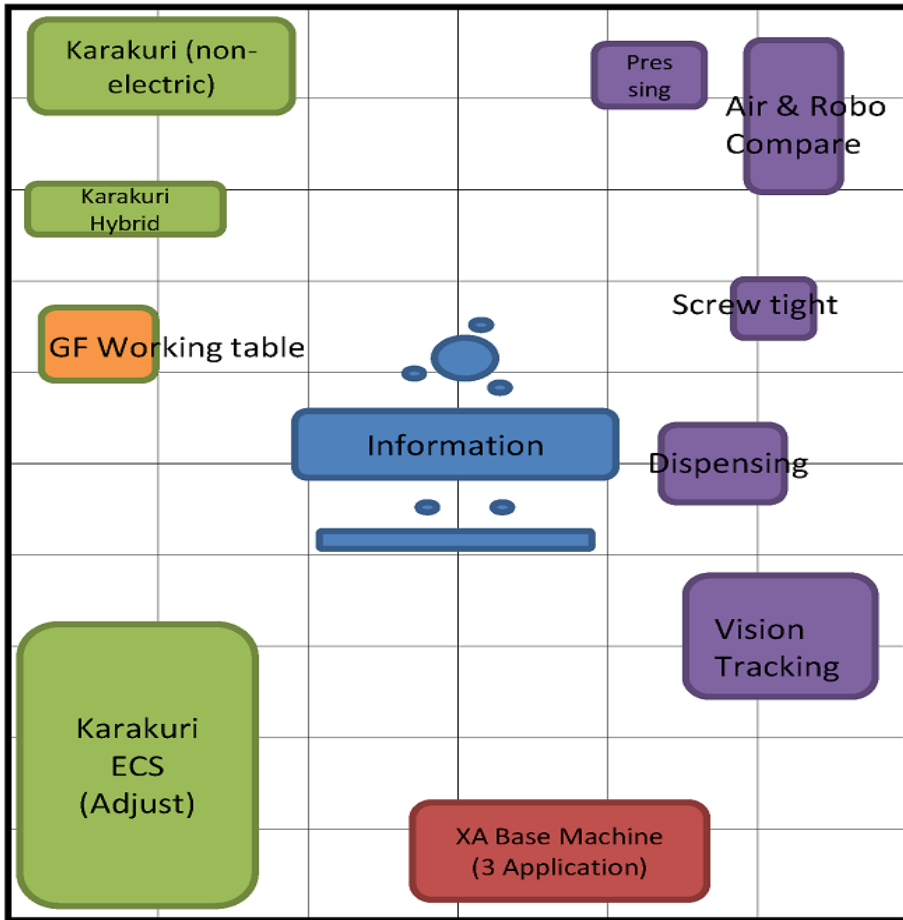 Karakuri (non-
electric)
Pres
sing
Air & Robo
Compare
Karakuri
Hybrid
Screw tight
GF Working table
Information
Dispensing
Vision
Tracking
Karakuri
ECS
(Adjust)
XA Base Machine
(3 Application)